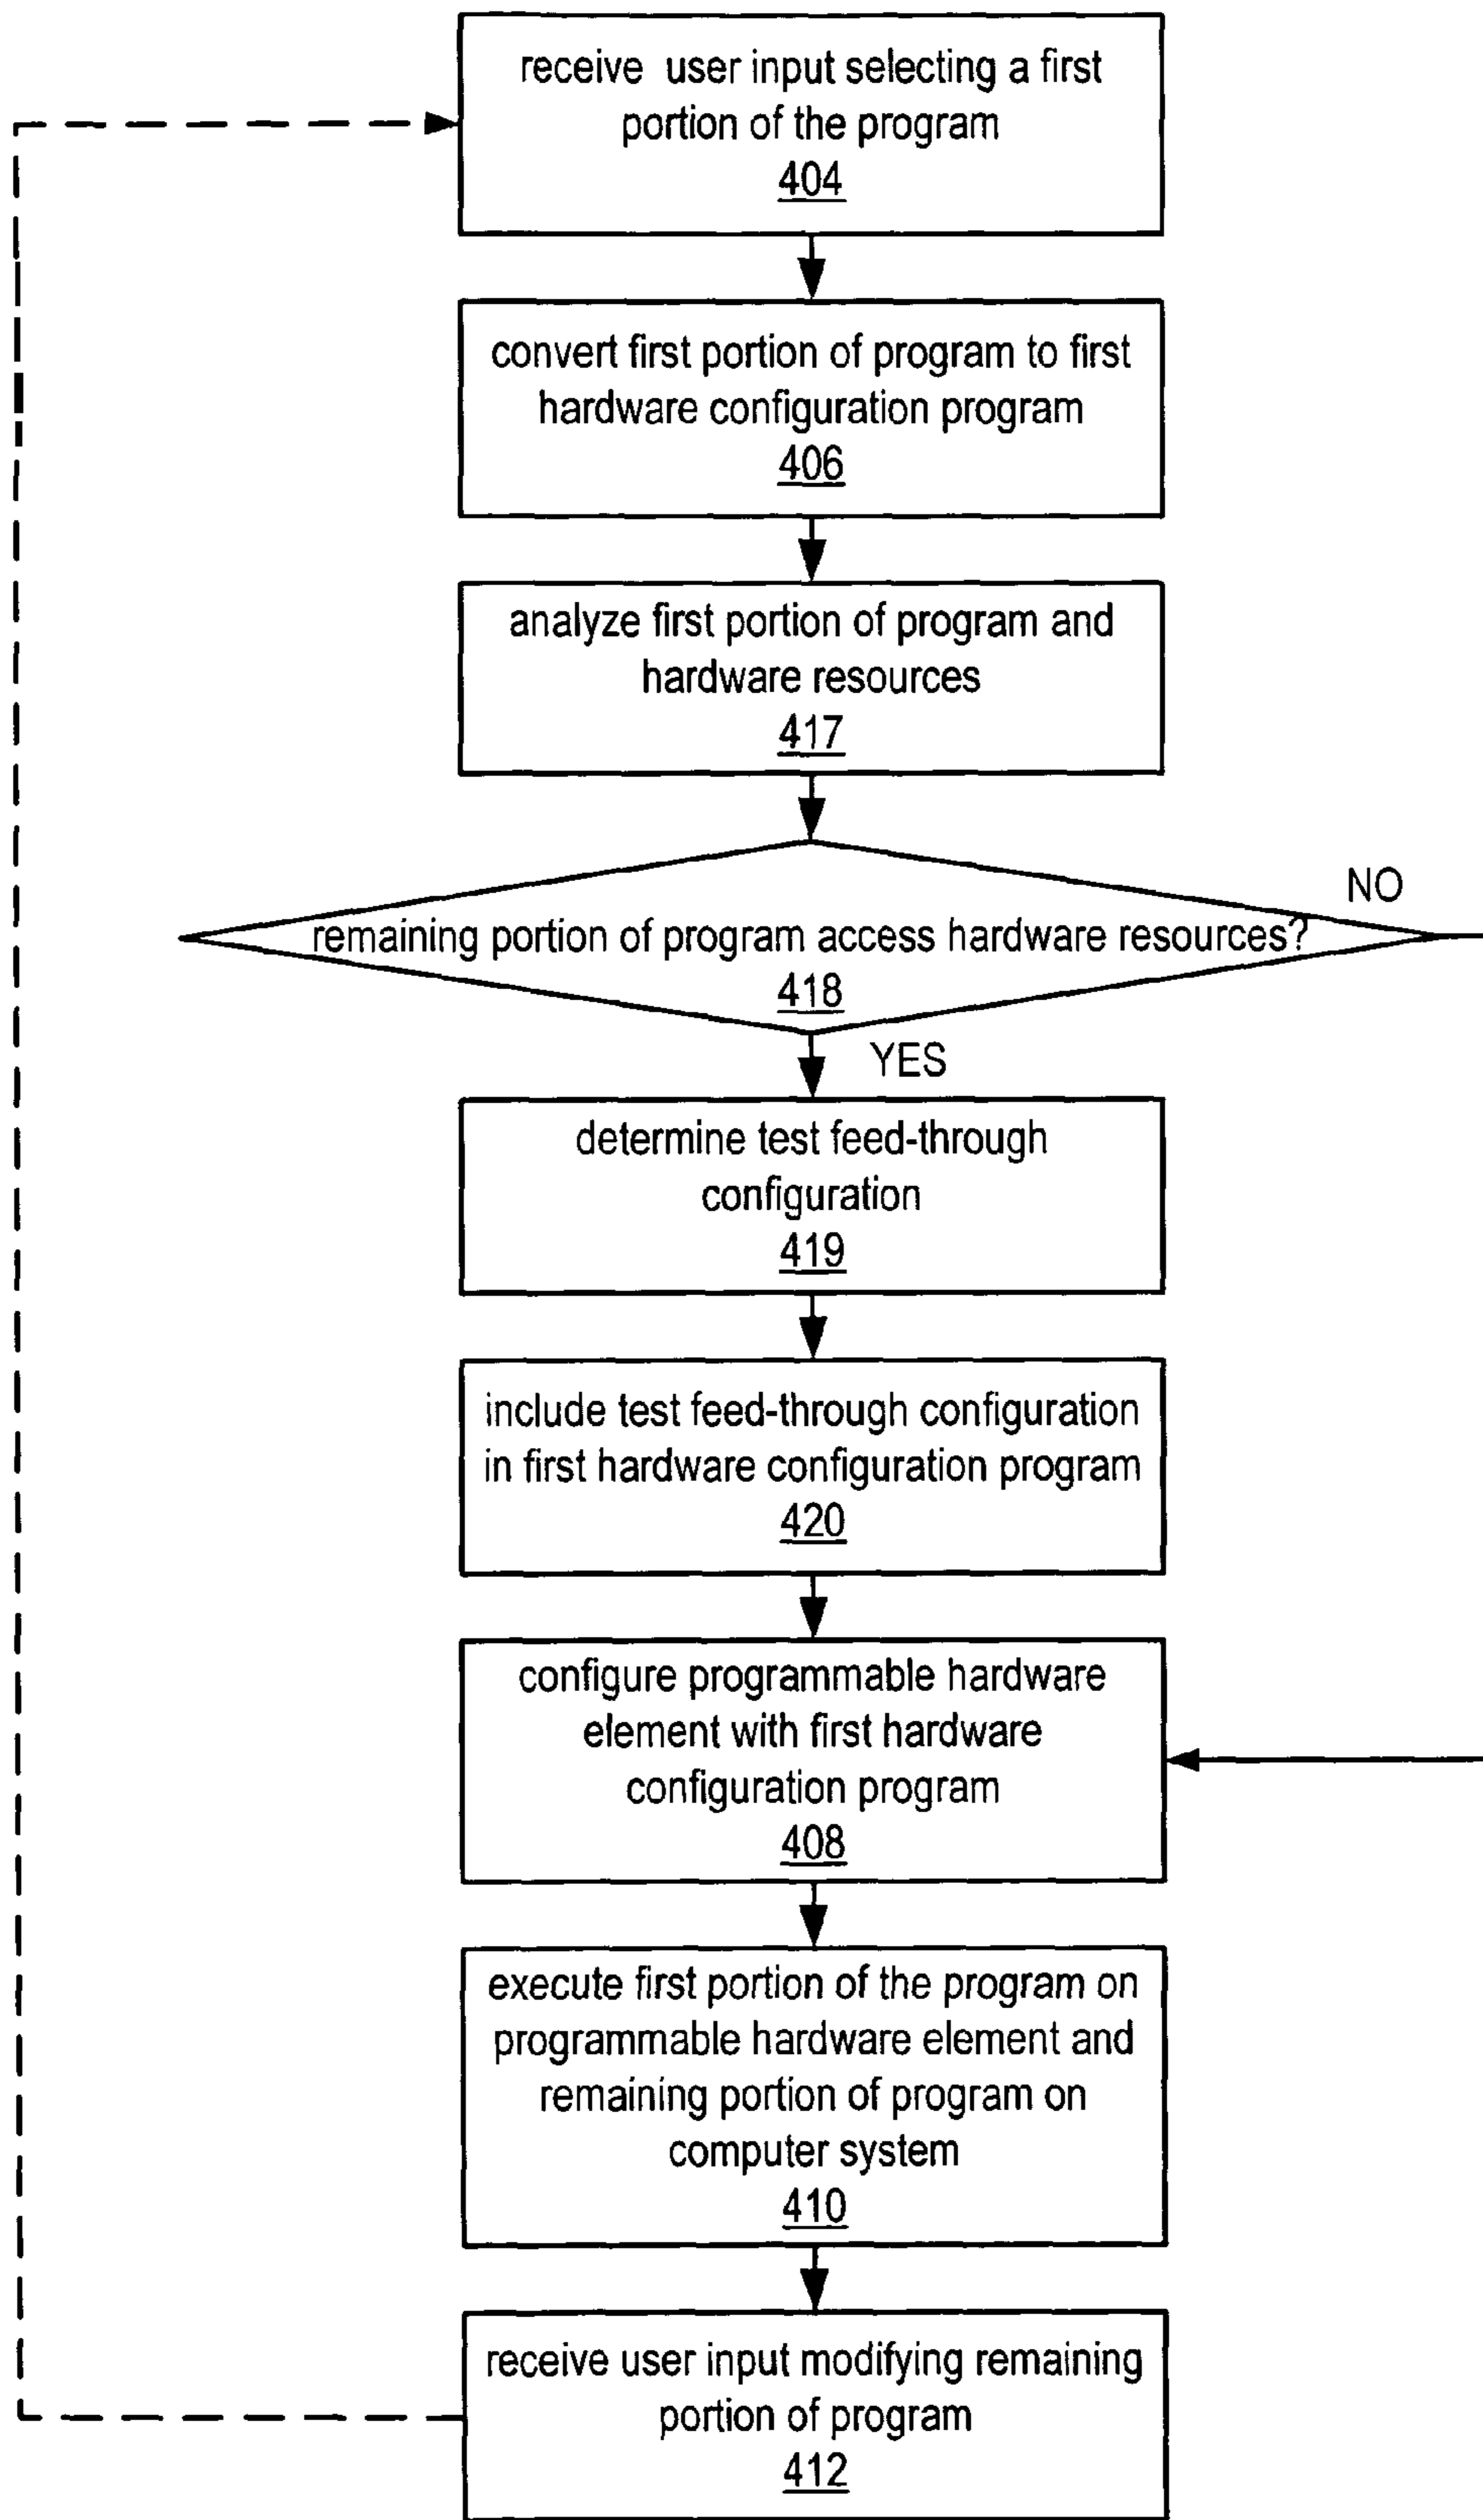 receive user input selecting a first
portion of the program
404
convert first portion of program to first
hardware configuration program
406
analyze first portion of program and
hardware resources
417
NO
remaining portion of program access hardware resources?
418
YES
determine test feed-through
configuration
419
include test feed-through configuration
in first hardware configuration program
420
configure programmable hardware
element with first hardware
configuration program
408
execute first portion of the program on
programmable hardware element and
remaining portion of program on
computer system
410
receive user input modifying remaining
portion of program
412